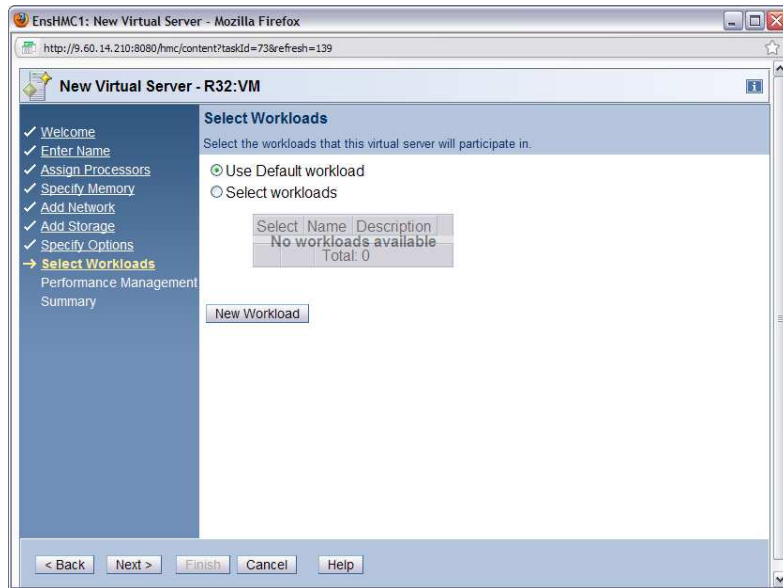 EnsHMC1: New Virtual Server - Mozilla Firefox
http://9.60.14.210:8080/hmc/content?taskId=73&refresh=139
New Virtual Server - R32:VM
i
Welcome
Enter Name
Assign Processors
Specify Memory
Add Network
Add Storage
Specify Options
Select Workloads
Performance Management
Summary
Select Workloads
Select the workloads that this virtual server will participate in.
Use Default workload
Select workloads
Select Name Description
No workloads available
Total: 0
New Workload
< Back Next > Finish Cancel Help